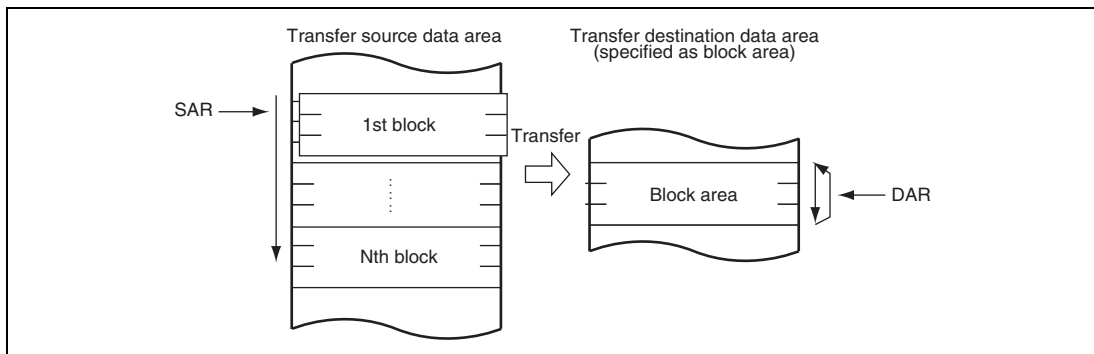 Transfer source data area
Transfer destination data area
(specified as block area)
SAR
1st block
Transfer
Block area
DAR
Nth block